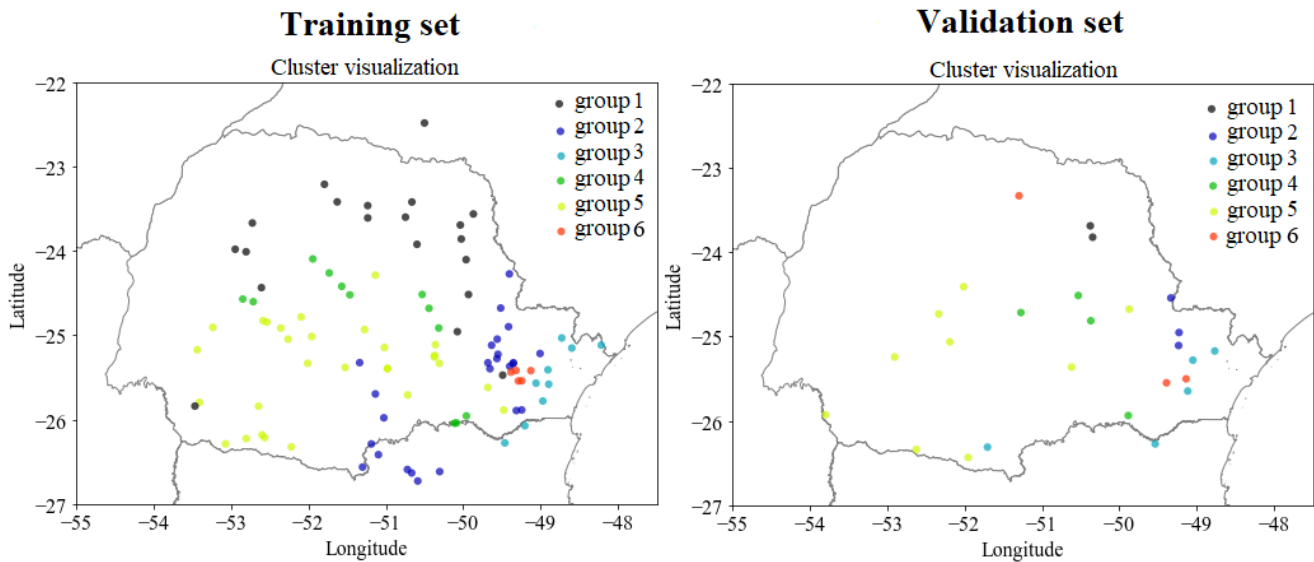 Training set
Cluster visualization
−22
−23
−24
−25
−26
−27
Latitude
group 1
group 2
group 3
group 4
group 5
group 6
−55
−53
−52
−51
−50
−49
−48
Longitude
Validation set
Cluster visualization
−22
−23
−24
−25
−26
−27
Latitude
group 1
group 2
group 3
group 4
group 5
group 6
−55
−54
−53
−52
−51
−50
−49
−48
Longitude